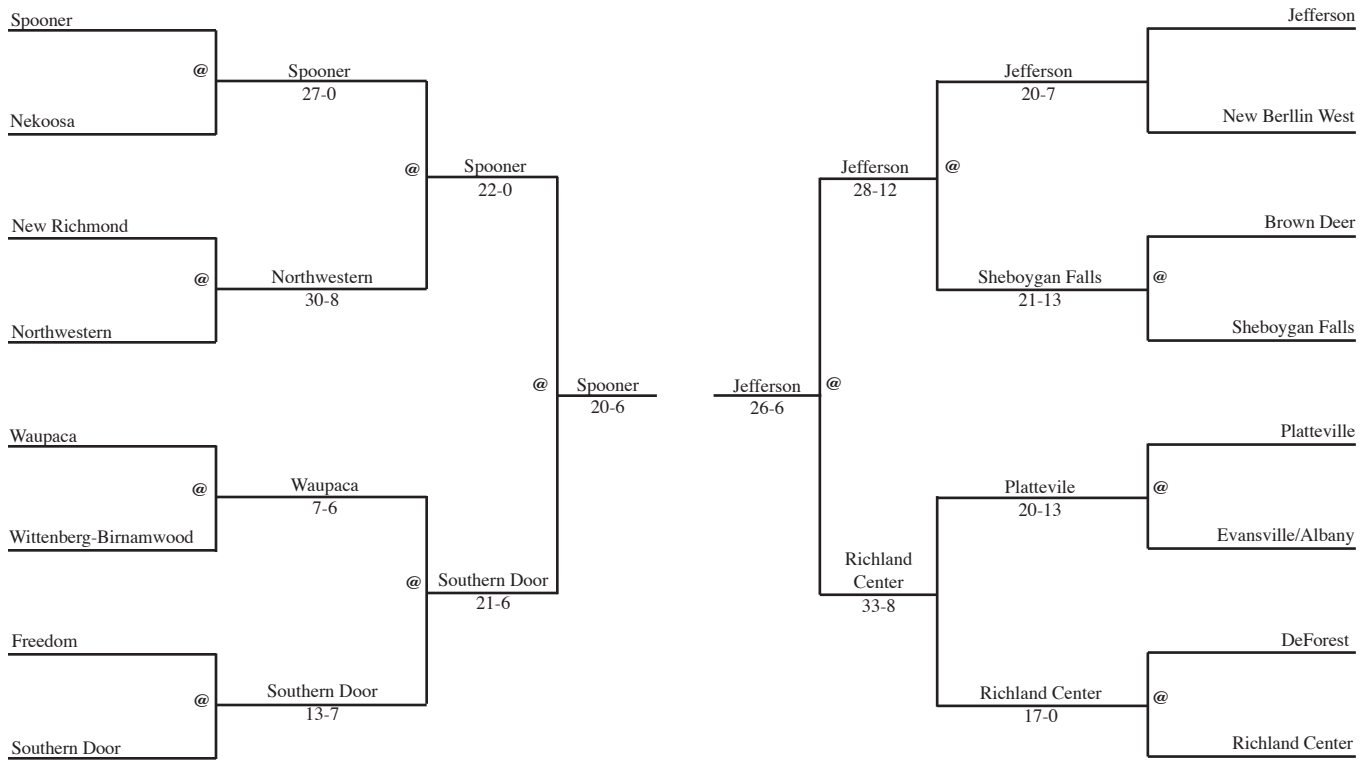 Spooner
@
Nekoosa
Spooner
27-0
New Richmond
@
Northwestern
Northwestern
30-8
@
Spooner
22-0
Waupaca
@
Wittenberg-Birnamwood
Waupaca
7-6
Freedom
@
Southern Door
Southern Door
13-7
@
Southern Door
21-6
@
Spooner
20-6
Jefferson
26-6
@
Jefferson
28-12
@
Jefferson
20-7
Jefferson
New Berllin West
Sheboygan Falls
21-13
Brown Deer
@
Sheboygan Falls
Richland
Center
33-8
Plattevile
20-13
Platteville
@
Evansville/Albany
Richland Center
17-0
DeForest
@
Richland Center